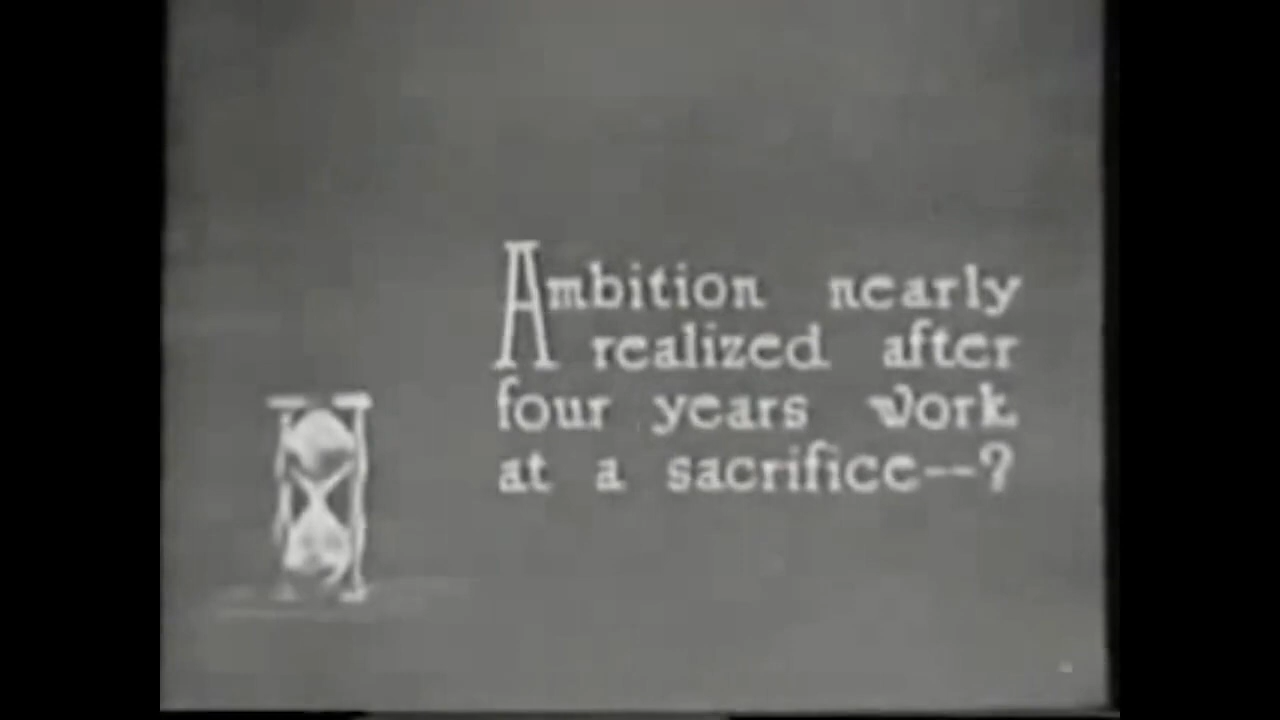 Ambition nearly
realized after
four years work
at a sacrifice--?